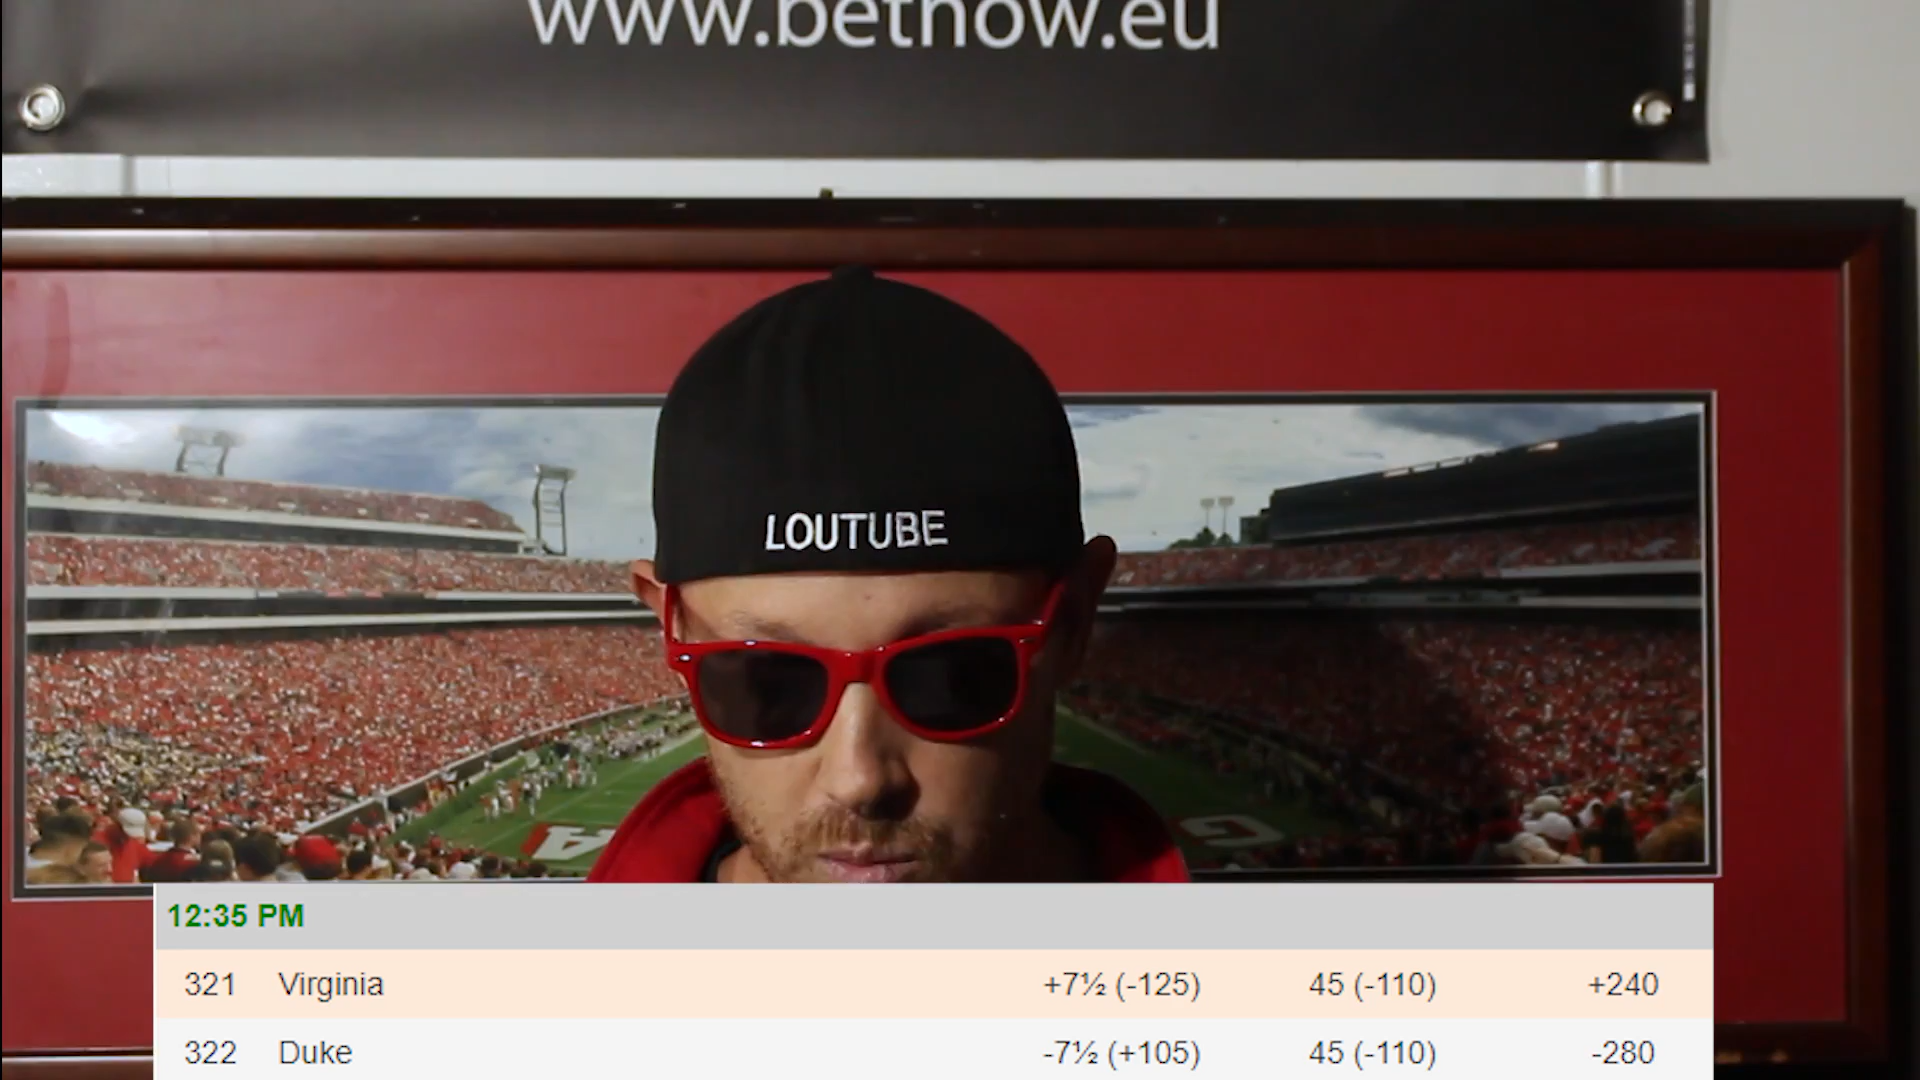 www.betnow.eu
LOUTUBE
A
G
12:35 PM
321 Virginia +7½ (-125) 45 (-110) +240
322 Duke -7½ (+105) 45 (-110) -280